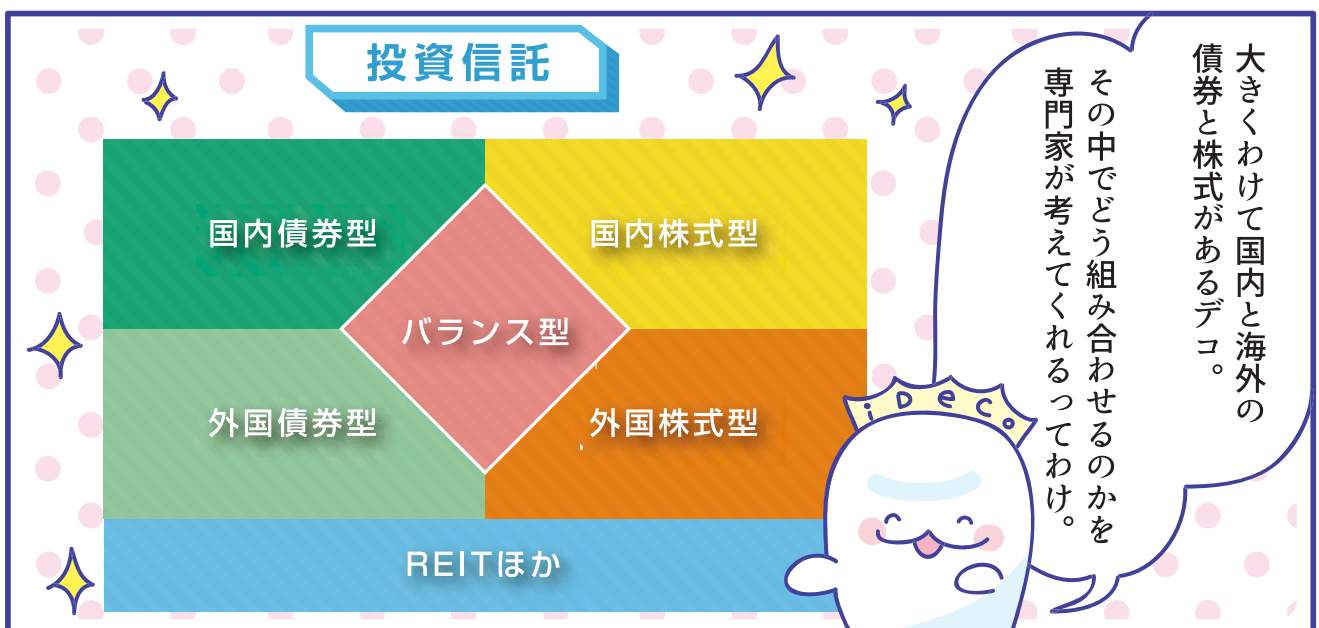 投資信託
国内債券型
国内株式型
バランス型
外国債券型
外国株式型
REITほか
大きくわけて国内と海外の
債券と株式があるデコ。
その中でどう組み合わせるのかを
専門家が考えてくれるってわけ。
iDeCo